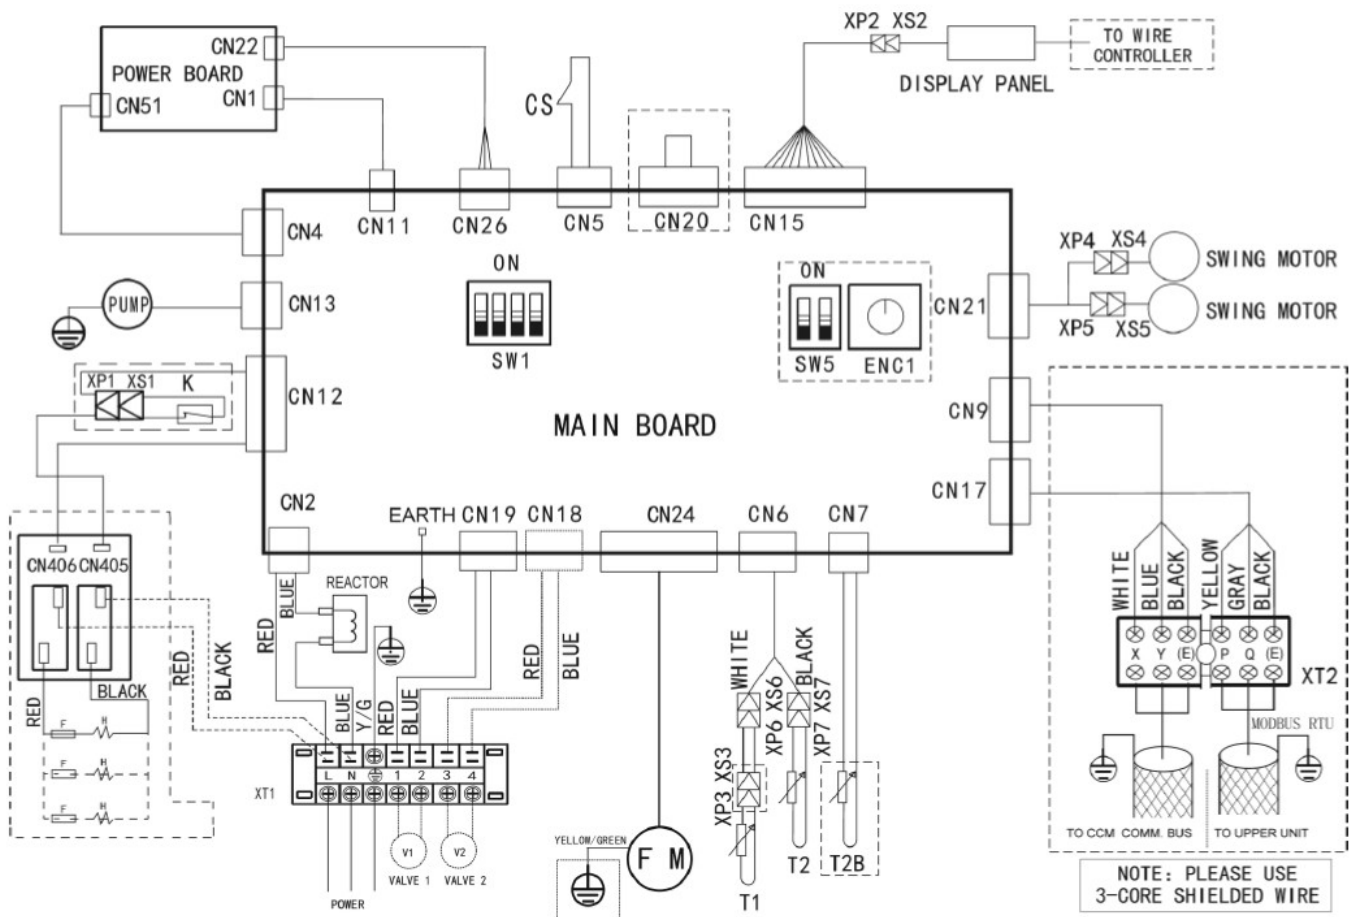 XP2 XS2
TO WIRE
CONTROLLER
DISPLAY PANEL
CN22
POWER BOARD
CN1
CN51
CS
CN4
CN11
CN26
CN5
CN20
CN15
XP4
XS4
SWING MOTOR
SWING MOTOR
XP5
XS5
CN21
ON
SW1
ON
SW5
ENC1
PUMP
CN13
XP1
XS1
K
CN12
MAIN BOARD
CN9
CN17
CN2
EARTH
CN19
CN18
CN24
CN6
CN7
CN406
CN405
REACTOR
RED
BLUE
RED
BLACK
BLUE
Y/G
RED
BLUE
RED
BLUE
WHITE
BLACK
WHITE
BLUE
BLACK
YELLOW
GRAY
BLACK
X
Y
(E)
P
Q
(E)
XT2
MODBUS RTU
RED
BLACK
F
H
F
H
F
H
XT1
L
N
1
2
3
4
V1
V2
VALVE 1
VALVE 2
POWER
YELLOW/GREEN
F M
XP6 XS6
XP7 XS7
XP3 XS3
T1
T2
T2B
TO CCM COMM. BUS
TO UPPER UNIT
NOTE: PLEASE USE
3-CORE SHIELDED WIRE